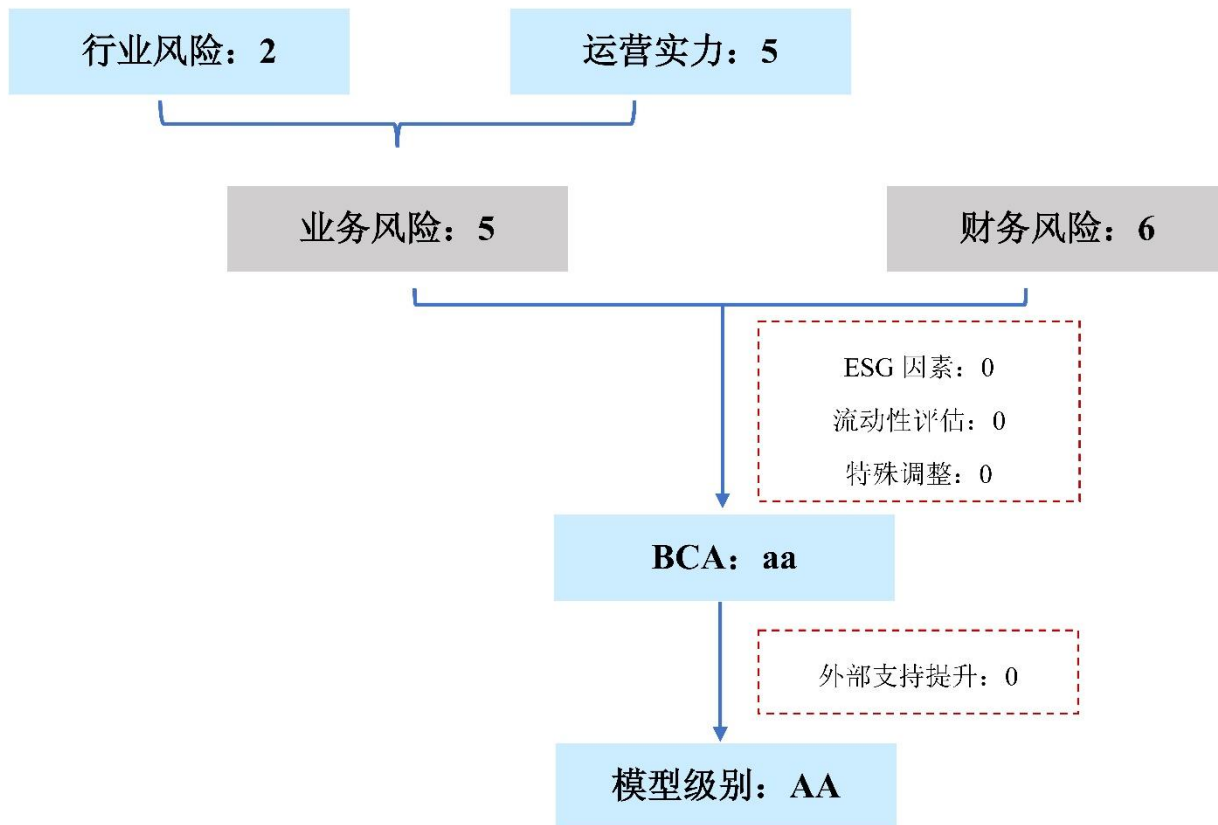 行业风险：2
运营实力：5
业务风险：5
财务风险：6
ESG 因素：0
流动性评估：0
特殊调整：0
BCA：aa
外部支持提升：0
模型级别：AA